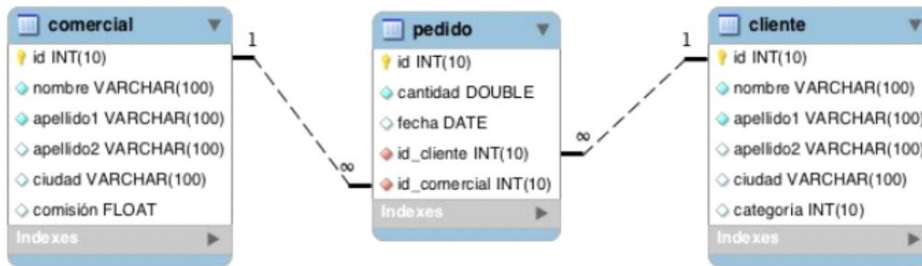 comercial
id INT(10)
nombre VARCHAR(100)
apellido1 VARCHAR(100)
apellido2 VARCHAR(100)
ciudad VARCHAR(100)
comisión FLOAT
Indexes
1
∞
pedido
id INT(10)
cantidad DOUBLE
fecha DATE
id_cliente INT(10)
id_comercial INT(10)
Indexes
1
∞
cliente
id INT(10)
nombre VARCHAR(100)
apellido1 VARCHAR(100)
apellido2 VARCHAR(100)
ciudad VARCHAR(100)
categoria INT(10)
Indexes